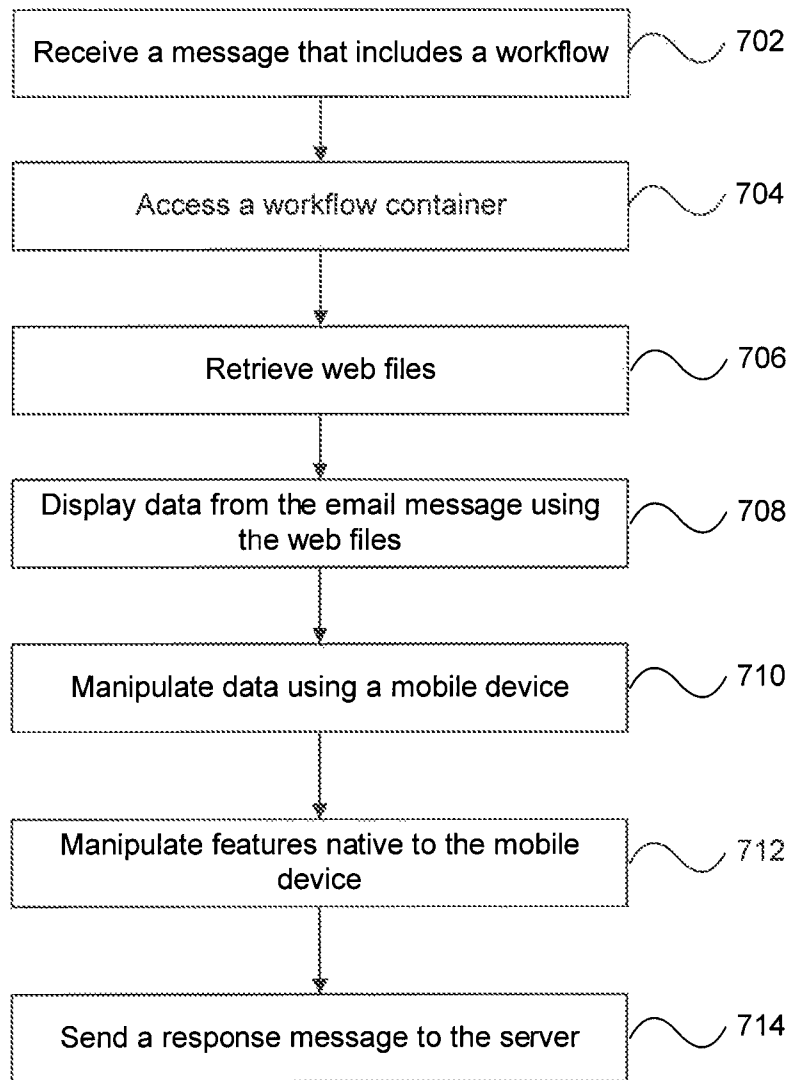 Receive a message that includes a workflow
702
Access a workflow container
704
Retrieve web files
706
Display data from the email message using
the web files
708
Manipulate data using a mobile device
710
Manipulate features native to the mobile
device
712
Send a response message to the server
714